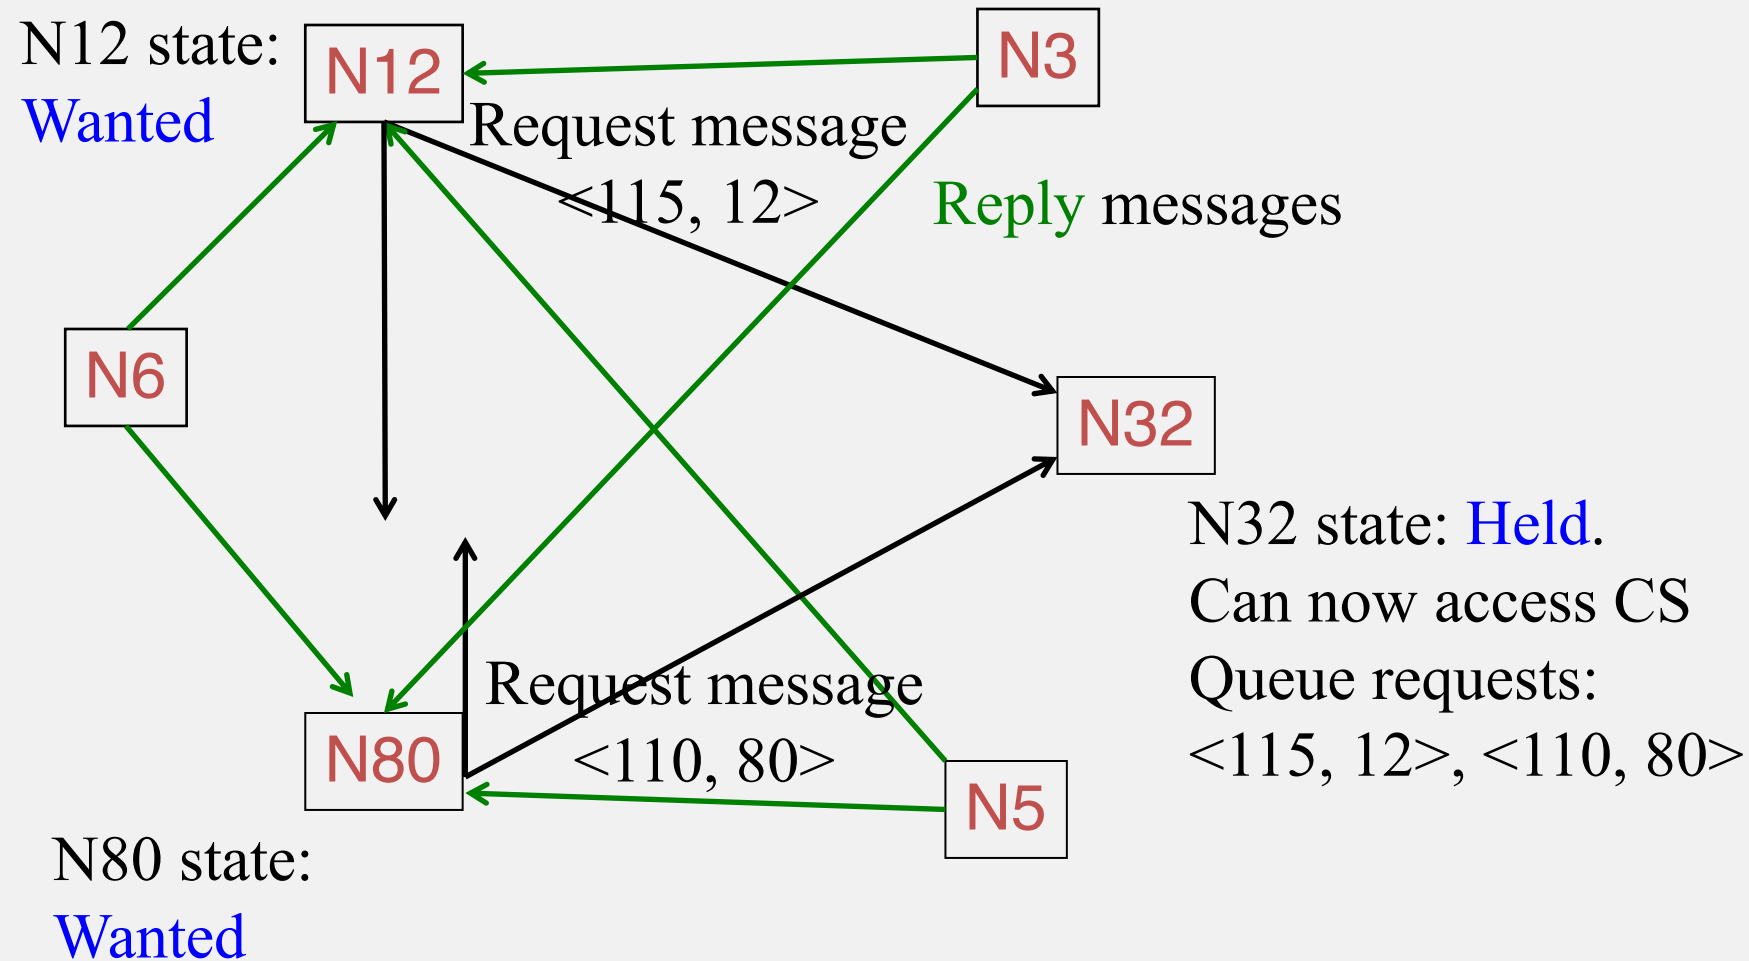 N12 state:
Wanted
N12
N3
Request message
<115, 12>
Reply messages
N6
N32
N32 state: Held.
Can now access CS
Queue requests:
<115, 12>, <110, 80>
Request message
<110, 80>
N80
N5
N80 state:
Wanted